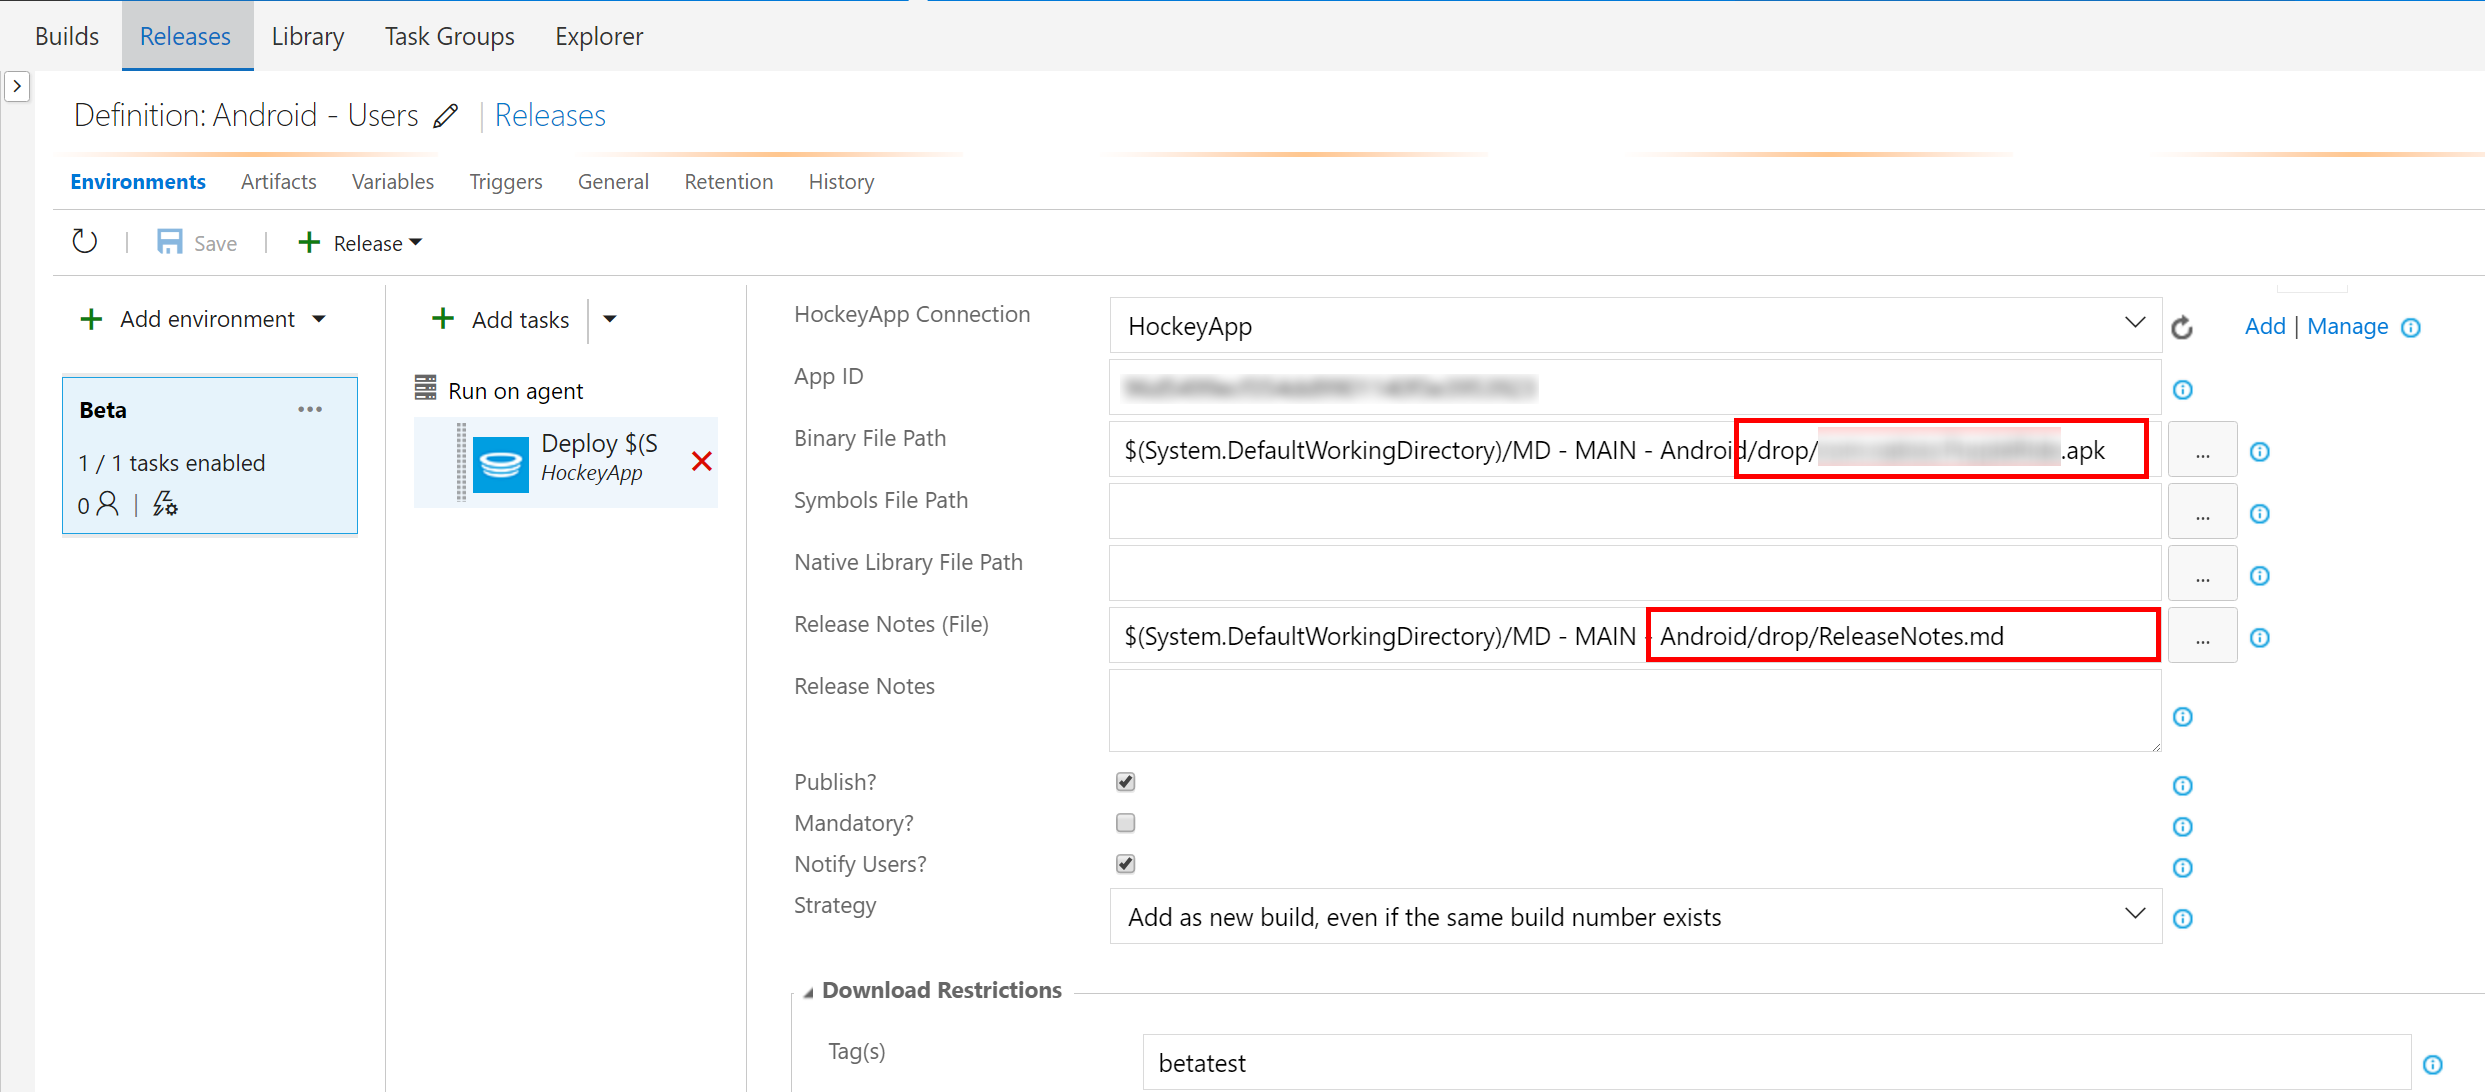 Builds Releases Library Task Groups Explorer
Definition: Android - Users | Releases
Environments Artifacts Variables Triggers General Retention History
Save Release
Add environment
Beta
1 / 1 tasks enabled
0
Add tasks
Run on agent
Deploy $(S
HockeyApp
HockeyApp Connection HockeyApp Add | Manage
App ID
Binary File Path $(System.DefaultWorkingDirectory)/MD - MAIN - Android/drop/ .apk ...
Symbols File Path ...
Native Library File Path ...
Release Notes (File) $(System.DefaultWorkingDirectory)/MD - MAIN - Android/drop/ReleaseNotes.md ...
Release Notes
Publish?
Mandatory?
Notify Users?
Strategy Add as new build, even if the same build number exists
Download Restrictions
Tag(s) betatest